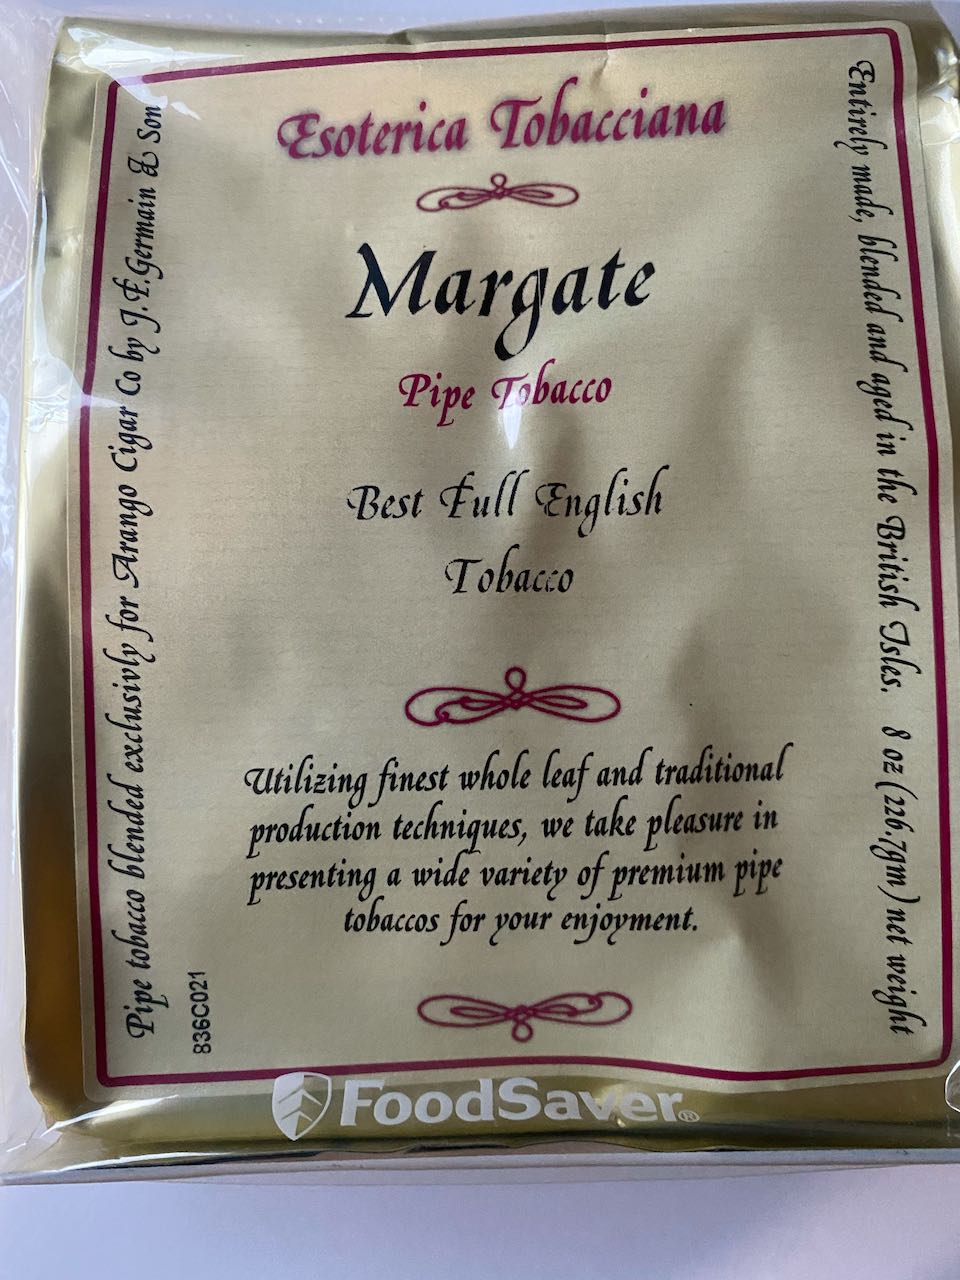 Esoterica Tobacciana
Margate
Pipe Tobacco
Best Full English
Tobacco
Utilizing finest whole leaf and traditional
production techniques, we take pleasure in
presenting a wide variety of premium pipe
tobaccos for your enjoyment.
Pipe tobacco blended exclusivly for Arango Cigar Co by J.F.Germain & Son
836C021
Entirely made, blended and aged in the British Isles. 8 oz (226.7gm) net weight
FoodSaver®